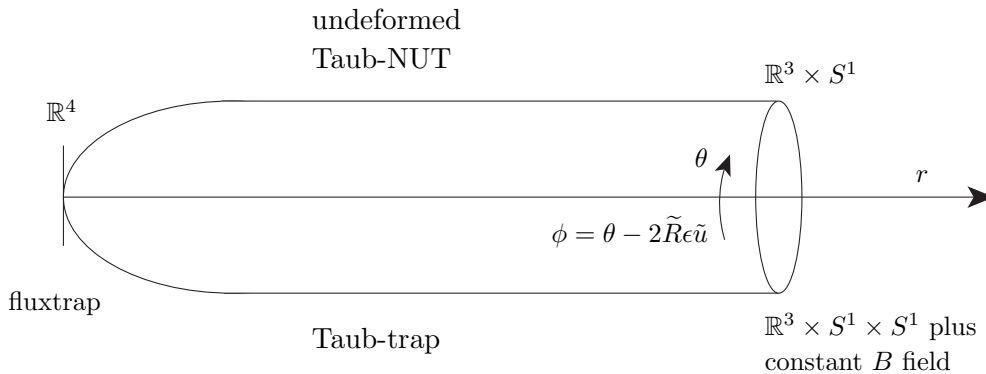 undeformed
Taub-NUT
ℝ³ × S¹
ℝ⁴
θ
r
ϕ = θ − 2R̃ϵũ
fluxtrap
Taub-trap
ℝ³ × S¹ × S¹ plus
constant B field